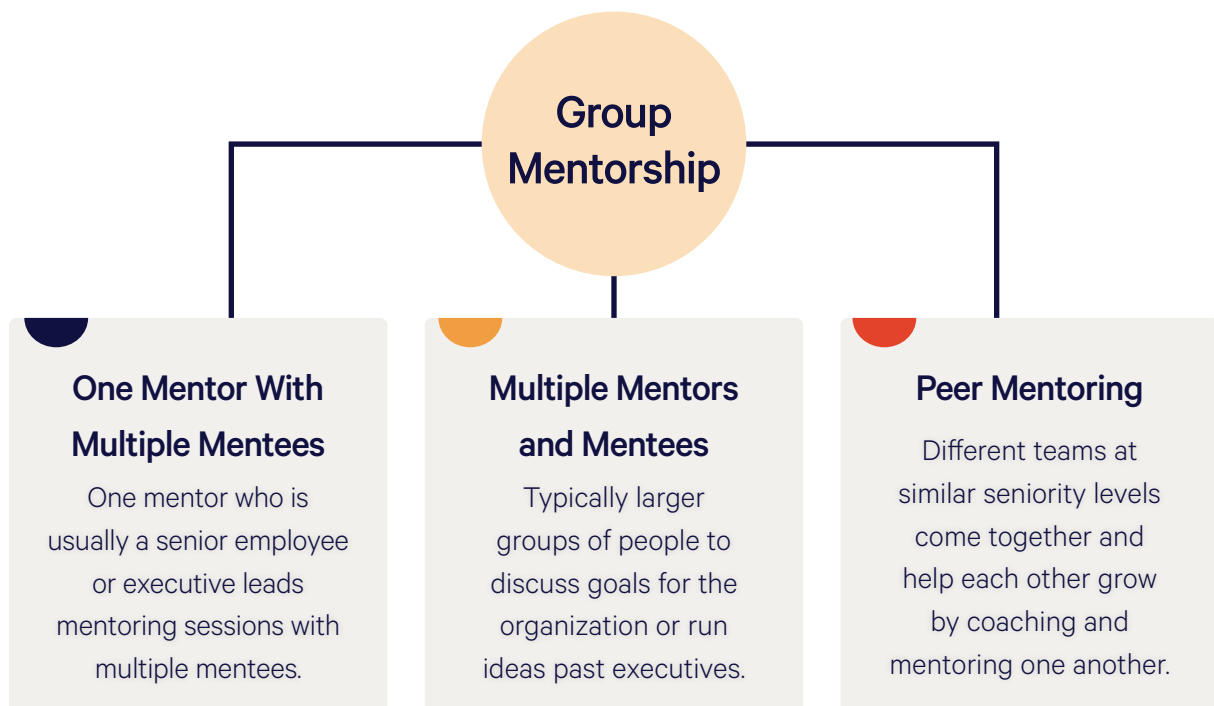 Group
Mentorship
One Mentor With
Multiple Mentees
One mentor who is
usually a senior employee
or executive leads
mentoring sessions with
multiple mentees.
Multiple Mentors
and Mentees
Typically larger
groups of people to
discuss goals for the
organization or run
ideas past executives.
Peer Mentoring
Different teams at
similar seniority levels
come together and
help each other grow
by coaching and
mentoring one another.